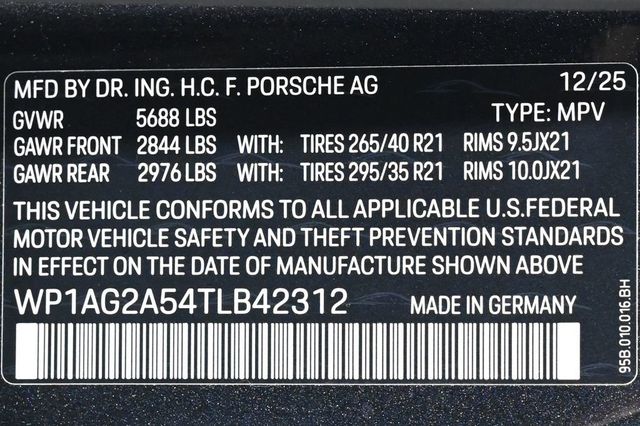 MFD BY DR. ING. H.C. F. PORSCHE AG 12/25
GVWR 5688 LBS TYPE: MPV
GAWR FRONT 2844 LBS WITH: TIRES 265/40 R21 RIMS 9.5JX21
GAWR REAR 2976 LBS WITH: TIRES 295/35 R21 RIMS 10.0JX21
THIS VEHICLE CONFORMS TO ALL APPLICABLE U.S.FEDERAL
MOTOR VEHICLE SAFETY AND THEFT PREVENTION STANDARDS
IN EFFECT ON THE DATE OF MANUFACTURE SHOWN ABOVE
WP1AG2A54TLB42312 MADE IN GERMANY
95B.010.016.BH